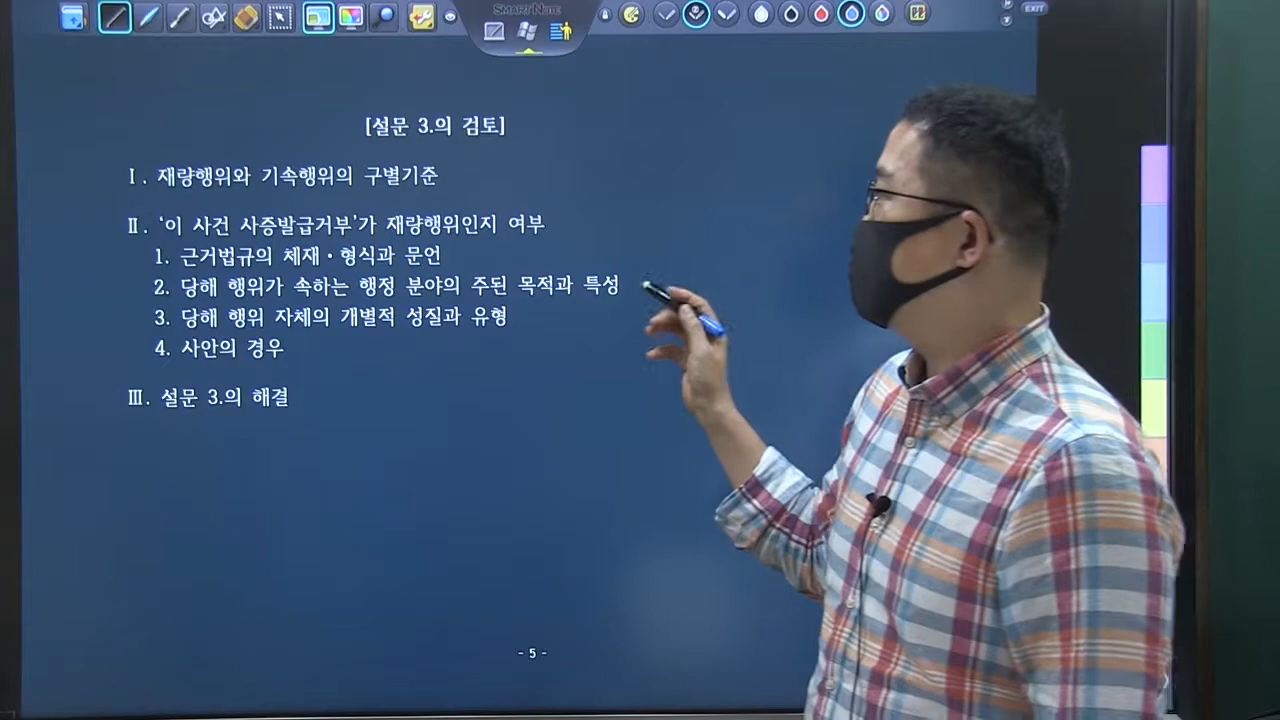 SMART NOTE
EXIT
[설문 3.의 검토]
Ⅰ. 재량행위와 기속행위의 구별기준
Ⅱ. ‘이 사건 사증발급거부’가 재량행위인지 여부
1. 근거법규의 체재·형식과 문언
2. 당해 행위가 속하는 행정 분야의 주된 목적과 특성
3. 당해 행위 자체의 개별적 성질과 유형
4. 사안의 경우
Ⅲ. 설문 3.의 해결
- 5 -